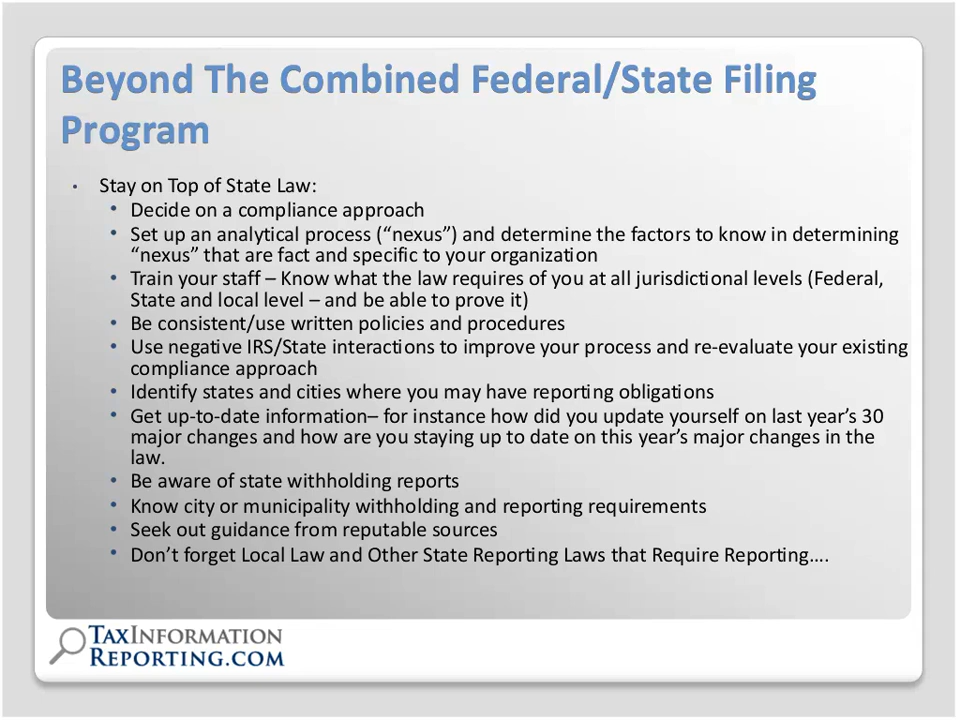 Beyond The Combined Federal/State Filing
Program
• Stay on Top of State Law:
• Decide on a compliance approach
• Set up an analytical process (“nexus”) and determine the factors to know in determining
“nexus” that are fact and specific to your organization
• Train your staff – Know what the law requires of you at all jurisdictional levels (Federal,
State and local level – and be able to prove it)
• Be consistent/use written policies and procedures
• Use negative IRS/State interactions to improve your process and re-evaluate your existing
compliance approach
• Identify states and cities where you may have reporting obligations
• Get up-to-date information– for instance how did you update yourself on last year’s 30
major changes and how are you staying up to date on this year’s major changes in the
law.
• Be aware of state withholding reports
• Know city or municipality withholding and reporting requirements
• Seek out guidance from reputable sources
• Don’t forget Local Law and Other State Reporting Laws that Require Reporting….
TAXINFORMATION
REPORTING.COM